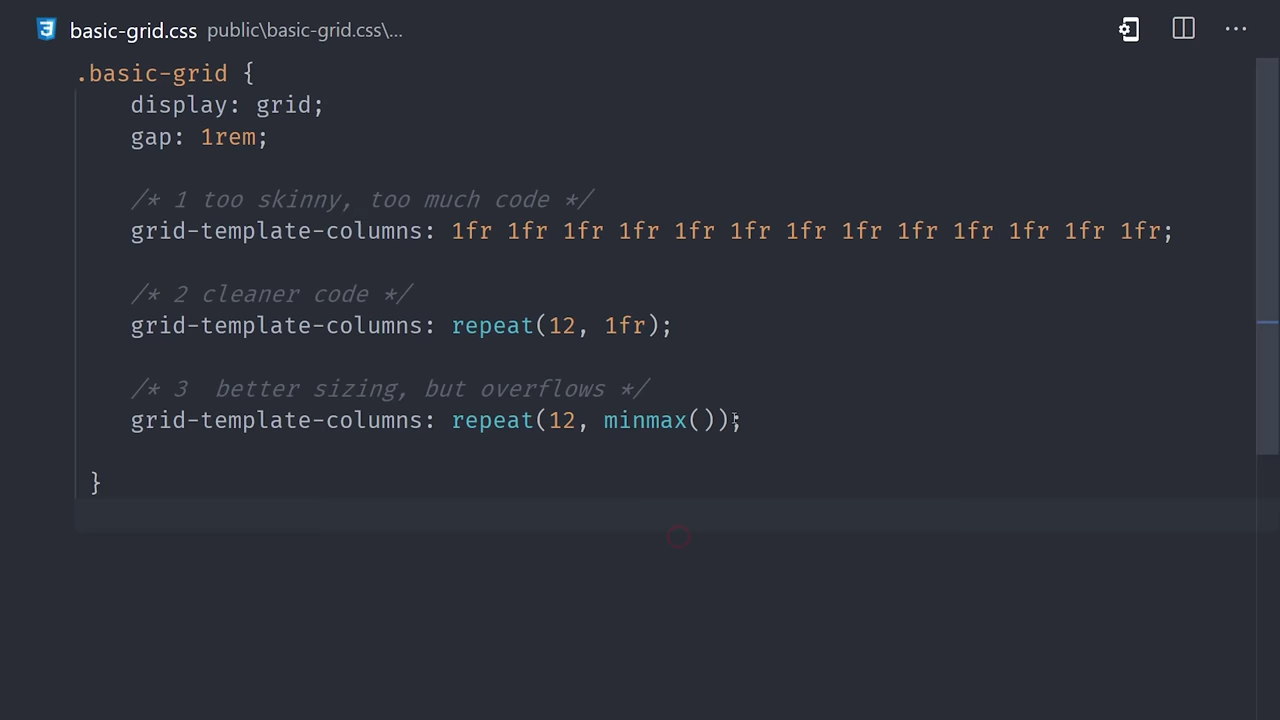 basic-grid.css public\basic-grid.css\...
.basic-grid {
display: grid;
gap: 1rem;
/* 1 too skinny, too much code */
grid-template-columns: 1fr 1fr 1fr 1fr 1fr 1fr 1fr 1fr 1fr 1fr 1fr 1fr 1fr;
/* 2 cleaner code */
grid-template-columns: repeat(12, 1fr);
/* 3  better sizing, but overflows */
grid-template-columns: repeat(12, minmax());
}